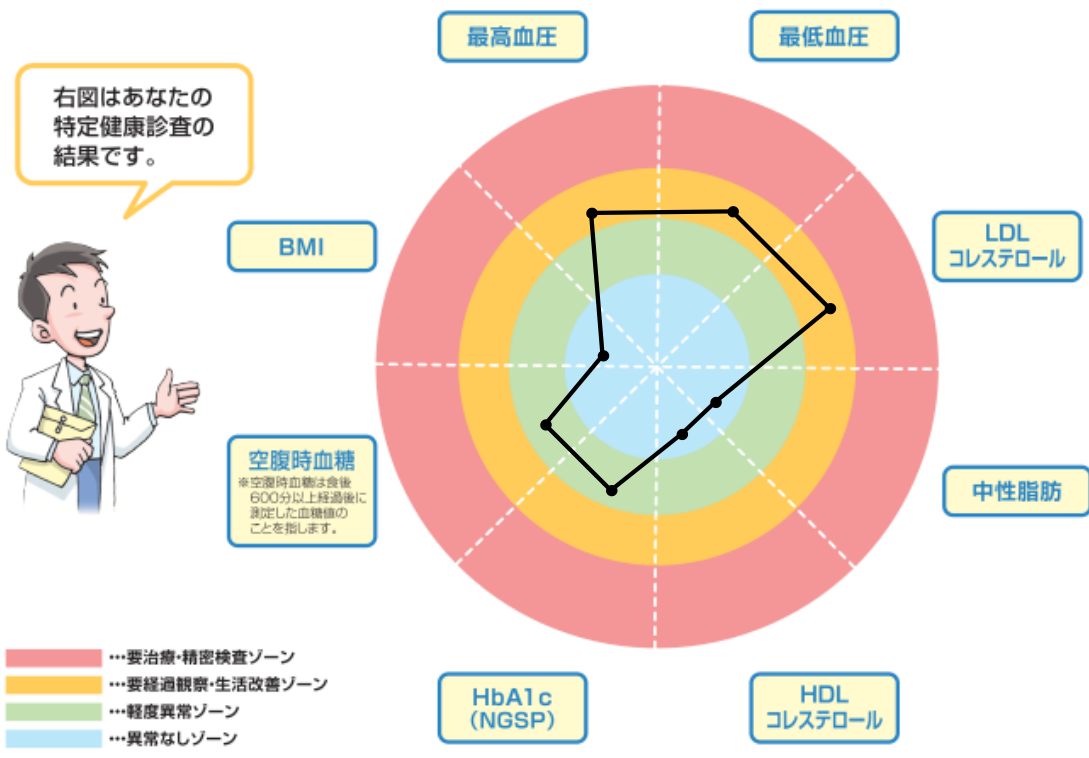 最高血圧
最低血圧
右図はあなたの
特定健康診査の
結果です。
BMI
LDL
コレステロール
空腹時血糖
※空腹時血糖は食後
600分以上経過後に
測定した血糖値の
ことを指します。
中性脂肪
HbA1c
(NGSP)
HDL
コレステロール
…要治療・精密検査ゾーン
…要経過観察・生活改善ゾーン
…軽度異常ゾーン
…異常なしゾーン